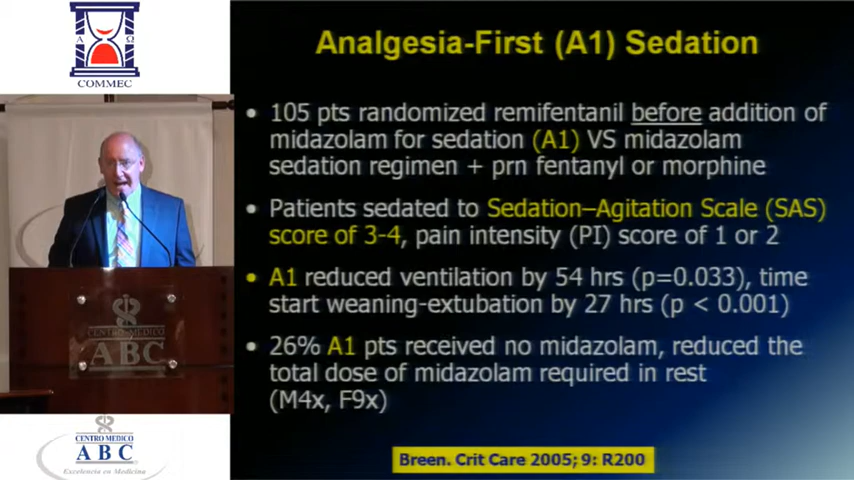 A Ω
COMMEC
CENTRO MEDICO
ABC
CENTRO MEDICO
ABC
Excelencia en Medicina
Analgesia-First (A1) Sedation
• 105 pts randomized remifentanil before addition of
midazolam for sedation (A1) VS midazolam
sedation regimen + prn fentanyl or morphine
• Patients sedated to Sedation–Agitation Scale (SAS)
score of 3-4, pain intensity (PI) score of 1 or 2
• A1 reduced ventilation by 54 hrs (p=0.033), time
start weaning-extubation by 27 hrs (p < 0.001)
• 26% A1 pts received no midazolam, reduced the
total dose of midazolam required in rest
(M4x, F9x)
Breen. Crit Care 2005; 9: R200